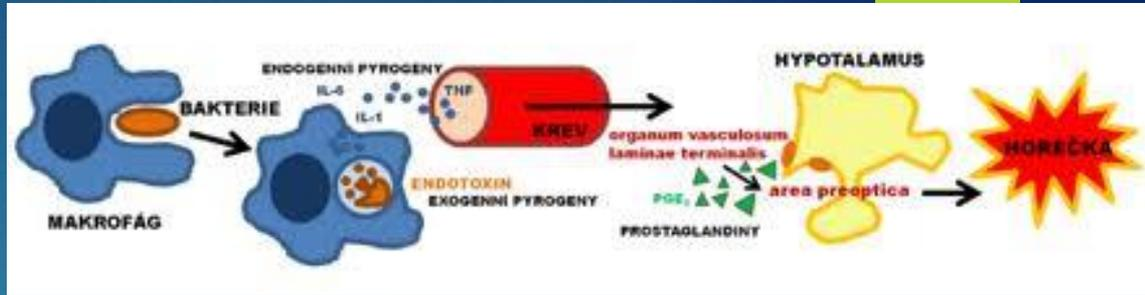 MAKROFÁG
BAKTERIE
ENDOGENNÍ PYROGENY
IL-6
IL-1
TNF
KREV
ENDOTOXIN
EXOGENNÍ PYROGENY
organum vasculosum
laminae terminalis
PGE₂
PROSTAGLANDINY
HYPOTALAMUS
area preoptica
HOREČKA